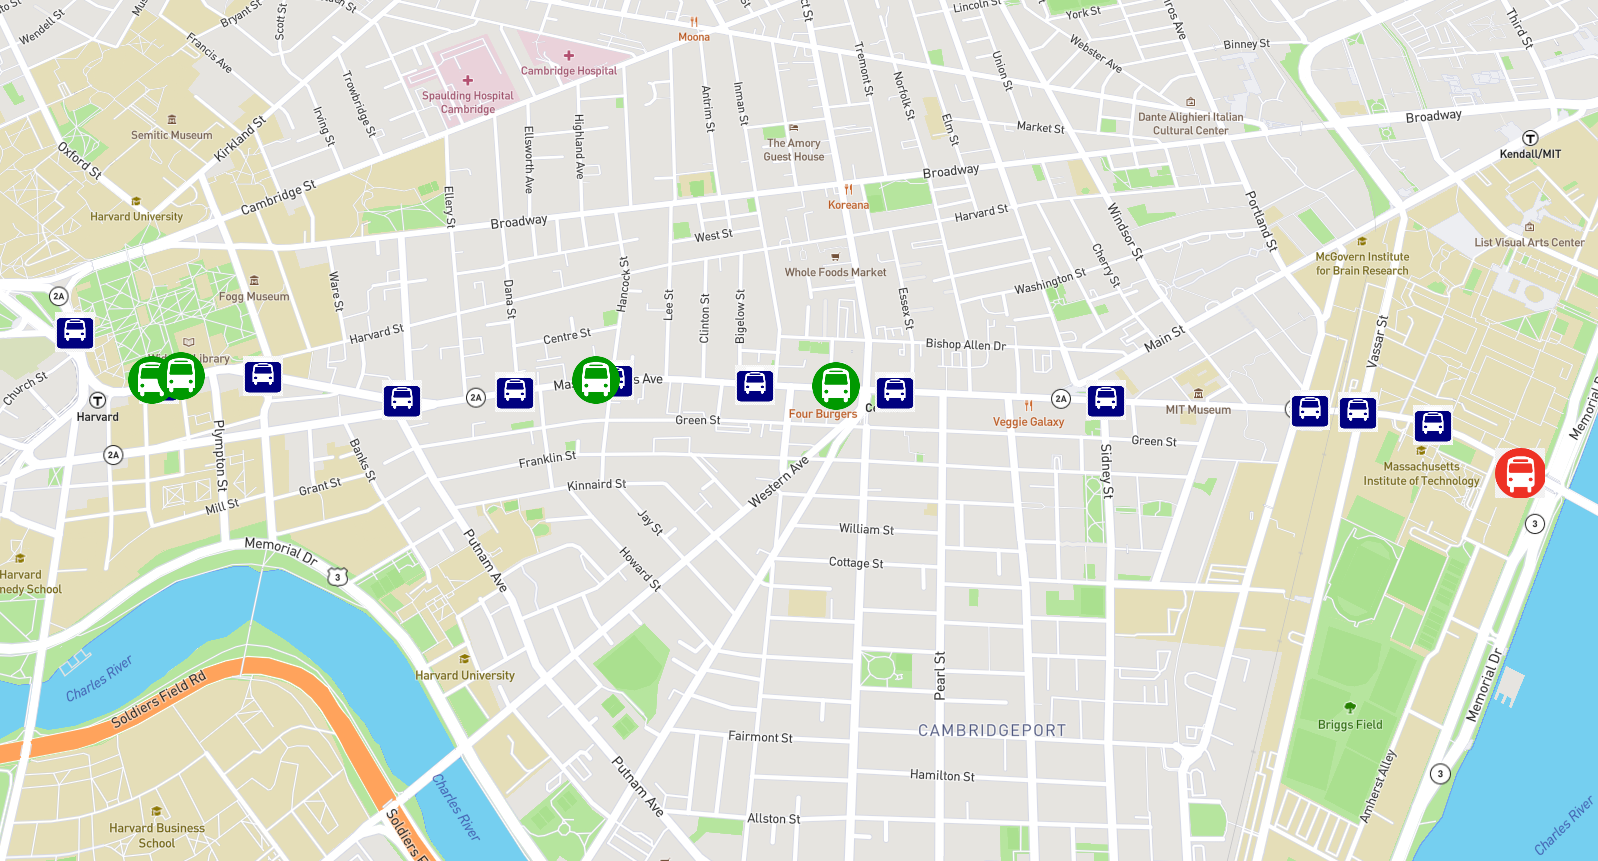 Wendell St
Bryant St
Scott St
Francis Ave
Moona
Lincoln St
York St
Webster Ave
Binney St
Third St
Cambridge Hospital
Spaulding Hospital
Cambridge
Trowbridge St
Irving St
Tremont St
Norfolk St
Union St
Antrim St
Inman St
Elm St
Market St
Dante Alighieri Italian
Cultural Center
Broadway
Kendall/MIT
Semitic Museum
Kirkland St
Oxford St
Ellsworth Ave
Highland Ave
The Amory
Guest House
Broadway
Koreana
Harvard St
Windsor St
Portland St
Harvard University
Cambridge St
Ellery St
Broadway
West St
Cherry St
List Visual Arts Center
McGovern Institute
for Brain Research
Whole Foods Market
Washington St
2A
Fogg Museum
Ware St
Dana St
Hancock St
Lee St
Clinton St
Bigelow St
Essex St
Harvard St
Centre St
Bishop Allen Dr
Main St
Vassar St
Church St
Library
Harvard
2A
Ave
Four Burgers
2A
MIT Museum
Veggie Galaxy
Green St
Green St
Memorial D
2A
Plympton St
Banks St
Franklin St
Western Ave
Sidney St
Massachusetts
Institute of Technology
Grant St
Mill St
Kinnaird St
Jay St
William St
3
Memorial Dr
3
Putnam Ave
Howard St
Cottage St
Harvard
nedy School
Charles River
Soldiers Field Rd
Harvard University
Pearl St
Memorial Dr
Briggs Field
CAMBRIDGEPORT
Fairmont St
Hamilton St
3
Putnam Ave
Charles River
Amherst Alley
Allston St
Harvard Business
School
Soldiers F
Charles River